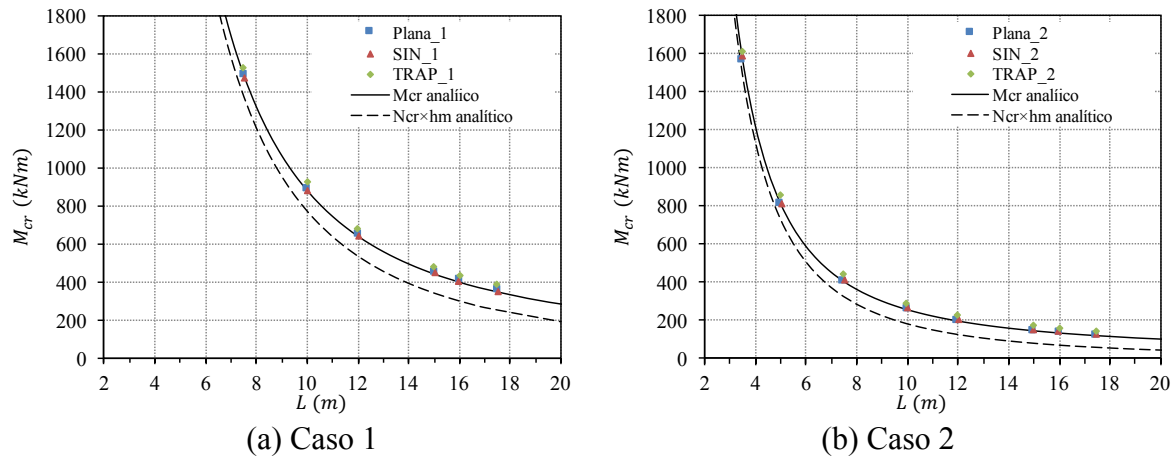 1800
1600
1400
1200
1000
800
600
400
200
0
M_cr (kNm)
Plana_1
SIN_1
TRAP_1
Mcr analíico
Ncr×hm analítico
2 4 6 8 10 12 14 16 18 20
L (m)
(a) Caso 1
1800
1600
1400
1200
1000
800
600
400
200
0
M_cr (kNm)
Plana_2
SIN_2
TRAP_2
Mcr analíico
Ncr×hm analítico
2 4 6 8 10 12 14 16 18 20
L (m)
(b) Caso 2